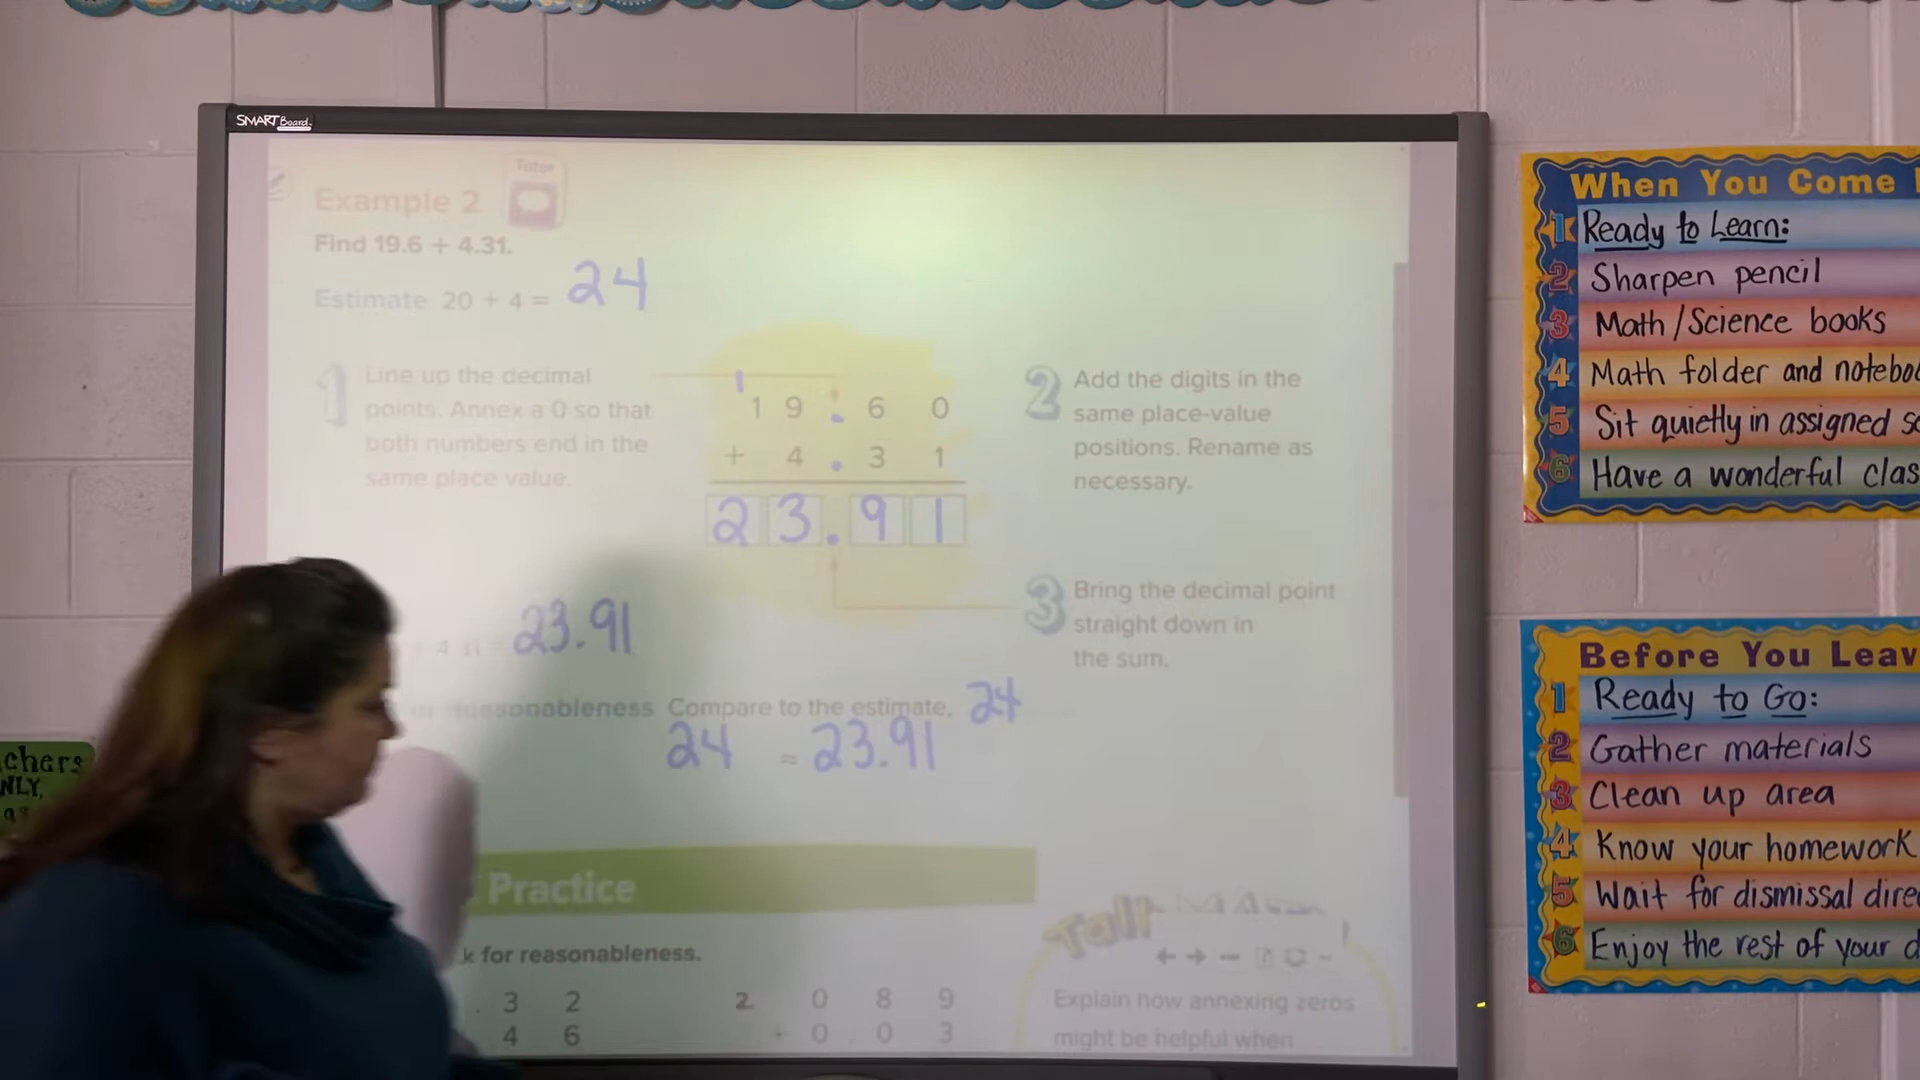 SMART Board
Tutor
Example 2
Find 19.6 + 4.31.
Estimate 20 + 4 = 24
1 Line up the decimal
points. Annex a 0 so that
both numbers end in the
same place value.
1
1 9 . 6 0
+ 4 . 3 1
2 3 . 9 1
2 Add the digits in the
same place-value
positions. Rename as
necessary.
3 Bring the decimal point
straight down in
the sum.
4 31 23.91
reasonableness Compare to the estimate. 24
24 ≈ 23.91
Practice
for reasonableness.
3 2
4 6
2. 0 8 9
+ 0 0 3
Talk
Explain how annexing zeros
might be helpful when
When You Come
1 Ready to Learn:
2 Sharpen pencil
3 Math/Science books
4 Math folder and
5 Sit quietly in assigned
6 Have a wonderful
Before You
1 Ready to Go:
2 Gather materials
3 Clean up area
4 Know your homework
5 Wait for dismissal
6 Enjoy the rest of your